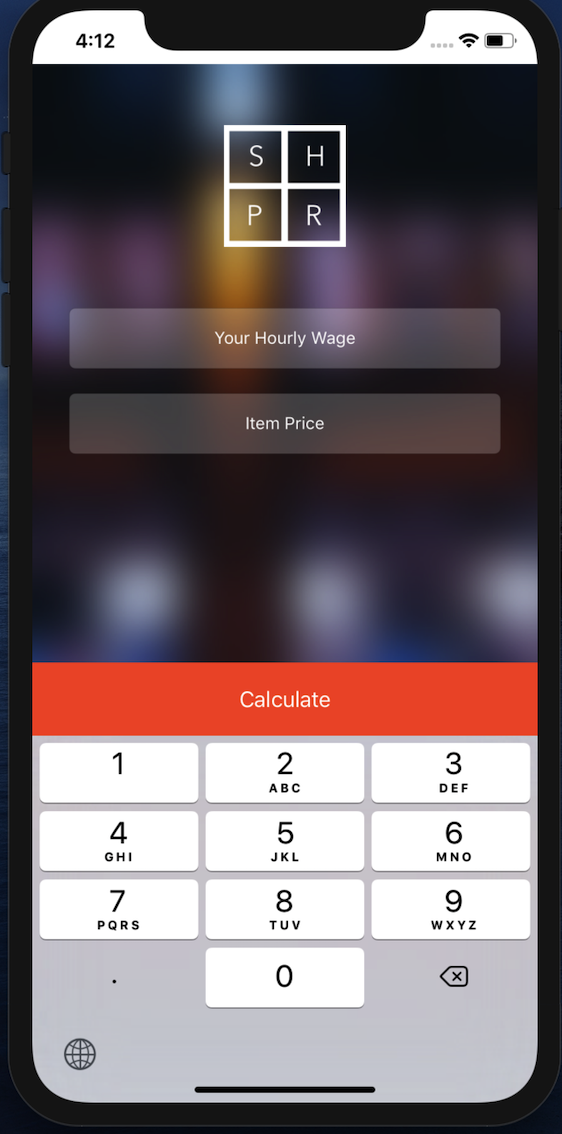 4:12
S H
P R
Your Hourly Wage
Item Price
Calculate
1 2 3
ABC DEF
4 5 6
GHI JKL MNO
7 8 9
PQRS TUV WXYZ
. 0